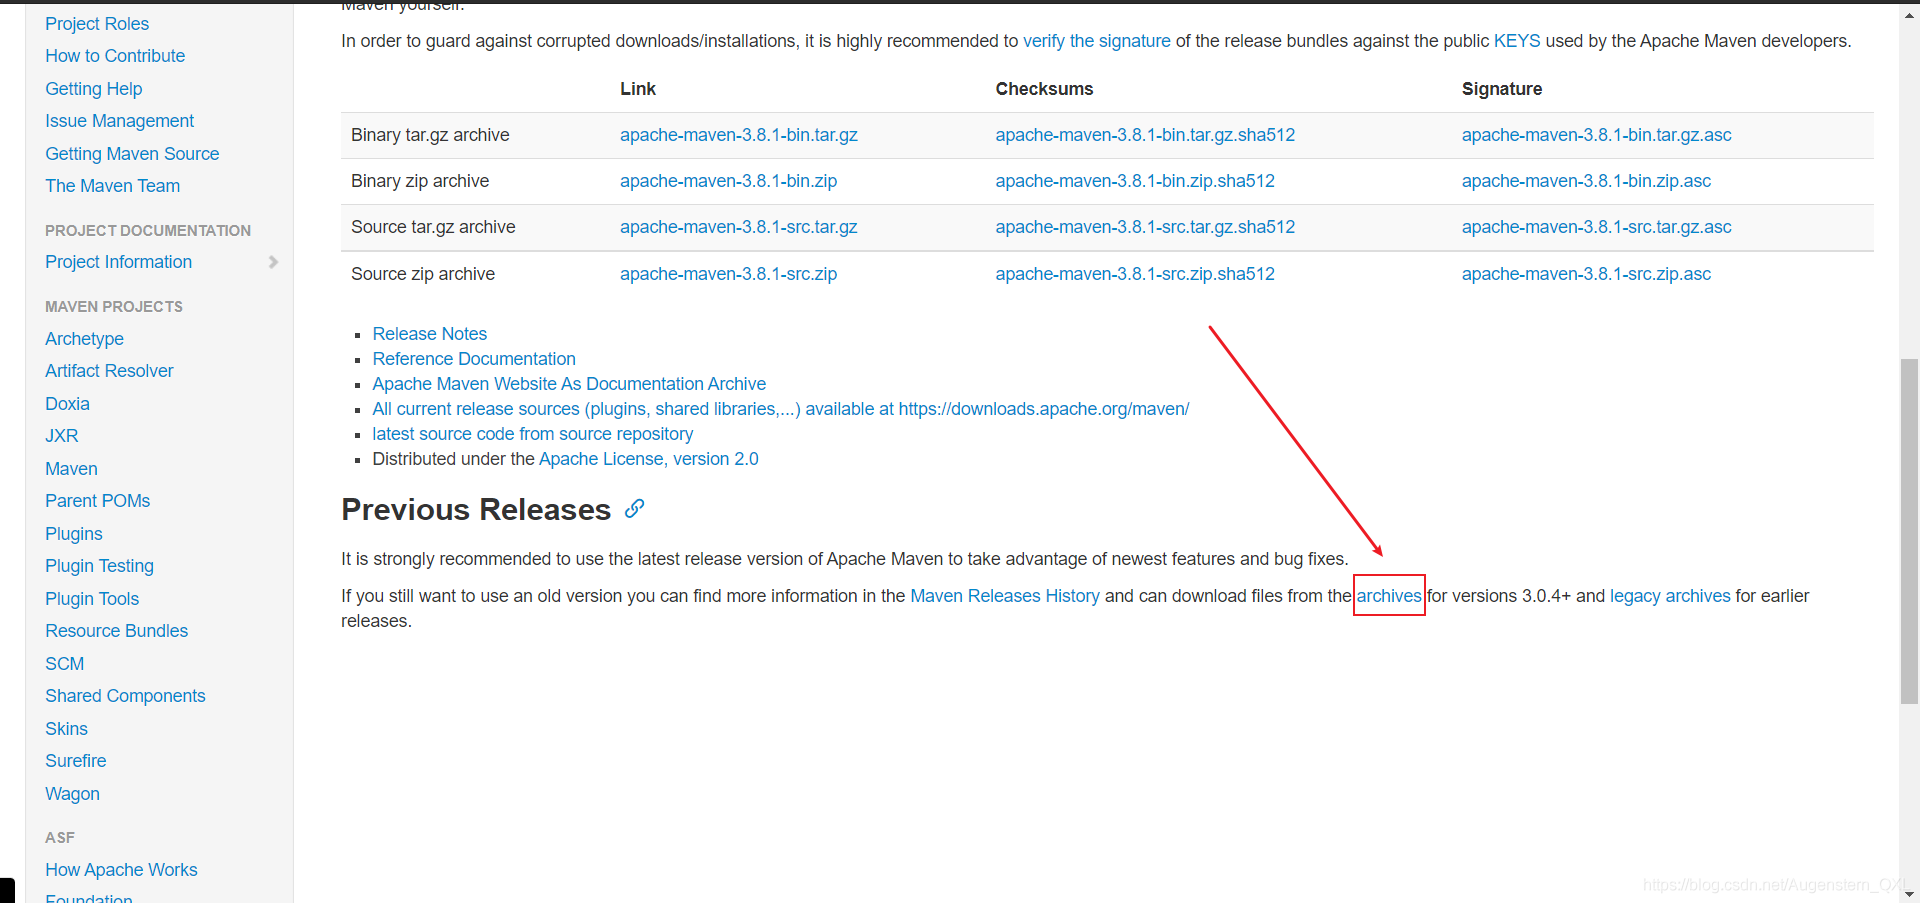 Maven yourself.
Project Roles
How to Contribute
Getting Help
Issue Management
Getting Maven Source
The Maven Team
PROJECT DOCUMENTATION
Project Information
MAVEN PROJECTS
Archetype
Artifact Resolver
Doxia
JXR
Maven
Parent POMs
Plugins
Plugin Testing
Plugin Tools
Resource Bundles
SCM
Shared Components
Skins
Surefire
Wagon
ASF
How Apache Works
Foundation
In order to guard against corrupted downloads/installations, it is highly recommended to verify the signature of the release bundles against the public KEYS used by the Apache Maven developers.
Link Checksums Signature
Binary tar.gz archive apache-maven-3.8.1-bin.tar.gz apache-maven-3.8.1-bin.tar.gz.sha512 apache-maven-3.8.1-bin.tar.gz.asc
Binary zip archive apache-maven-3.8.1-bin.zip apache-maven-3.8.1-bin.zip.sha512 apache-maven-3.8.1-bin.zip.asc
Source tar.gz archive apache-maven-3.8.1-src.tar.gz apache-maven-3.8.1-src.tar.gz.sha512 apache-maven-3.8.1-src.tar.gz.asc
Source zip archive apache-maven-3.8.1-src.zip apache-maven-3.8.1-src.zip.sha512 apache-maven-3.8.1-src.zip.asc
Release Notes
Reference Documentation
Apache Maven Website As Documentation Archive
All current release sources (plugins, shared libraries,...) available at https://downloads.apache.org/maven/
latest source code from source repository
Distributed under the Apache License, version 2.0
Previous Releases
It is strongly recommended to use the latest release version of Apache Maven to take advantage of newest features and bug fixes.
If you still want to use an old version you can find more information in the Maven Releases History and can download files from the archives for versions 3.0.4+ and legacy archives for earlier
releases.